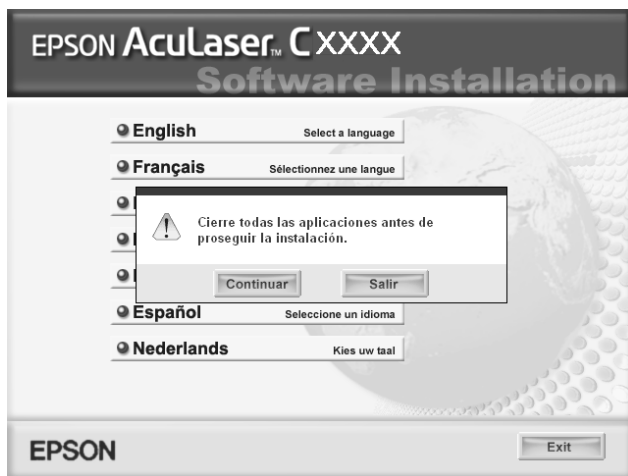 EPSON AcuLaser™ C XXXX
Software Installation
English Select a language
Français Sélectionnez une langue
Cierre todas las aplicaciones antes de
proseguir la instalación.
Continuar Salir
Español Seleccione un idioma
Nederlands Kies uw taal
EPSON Exit